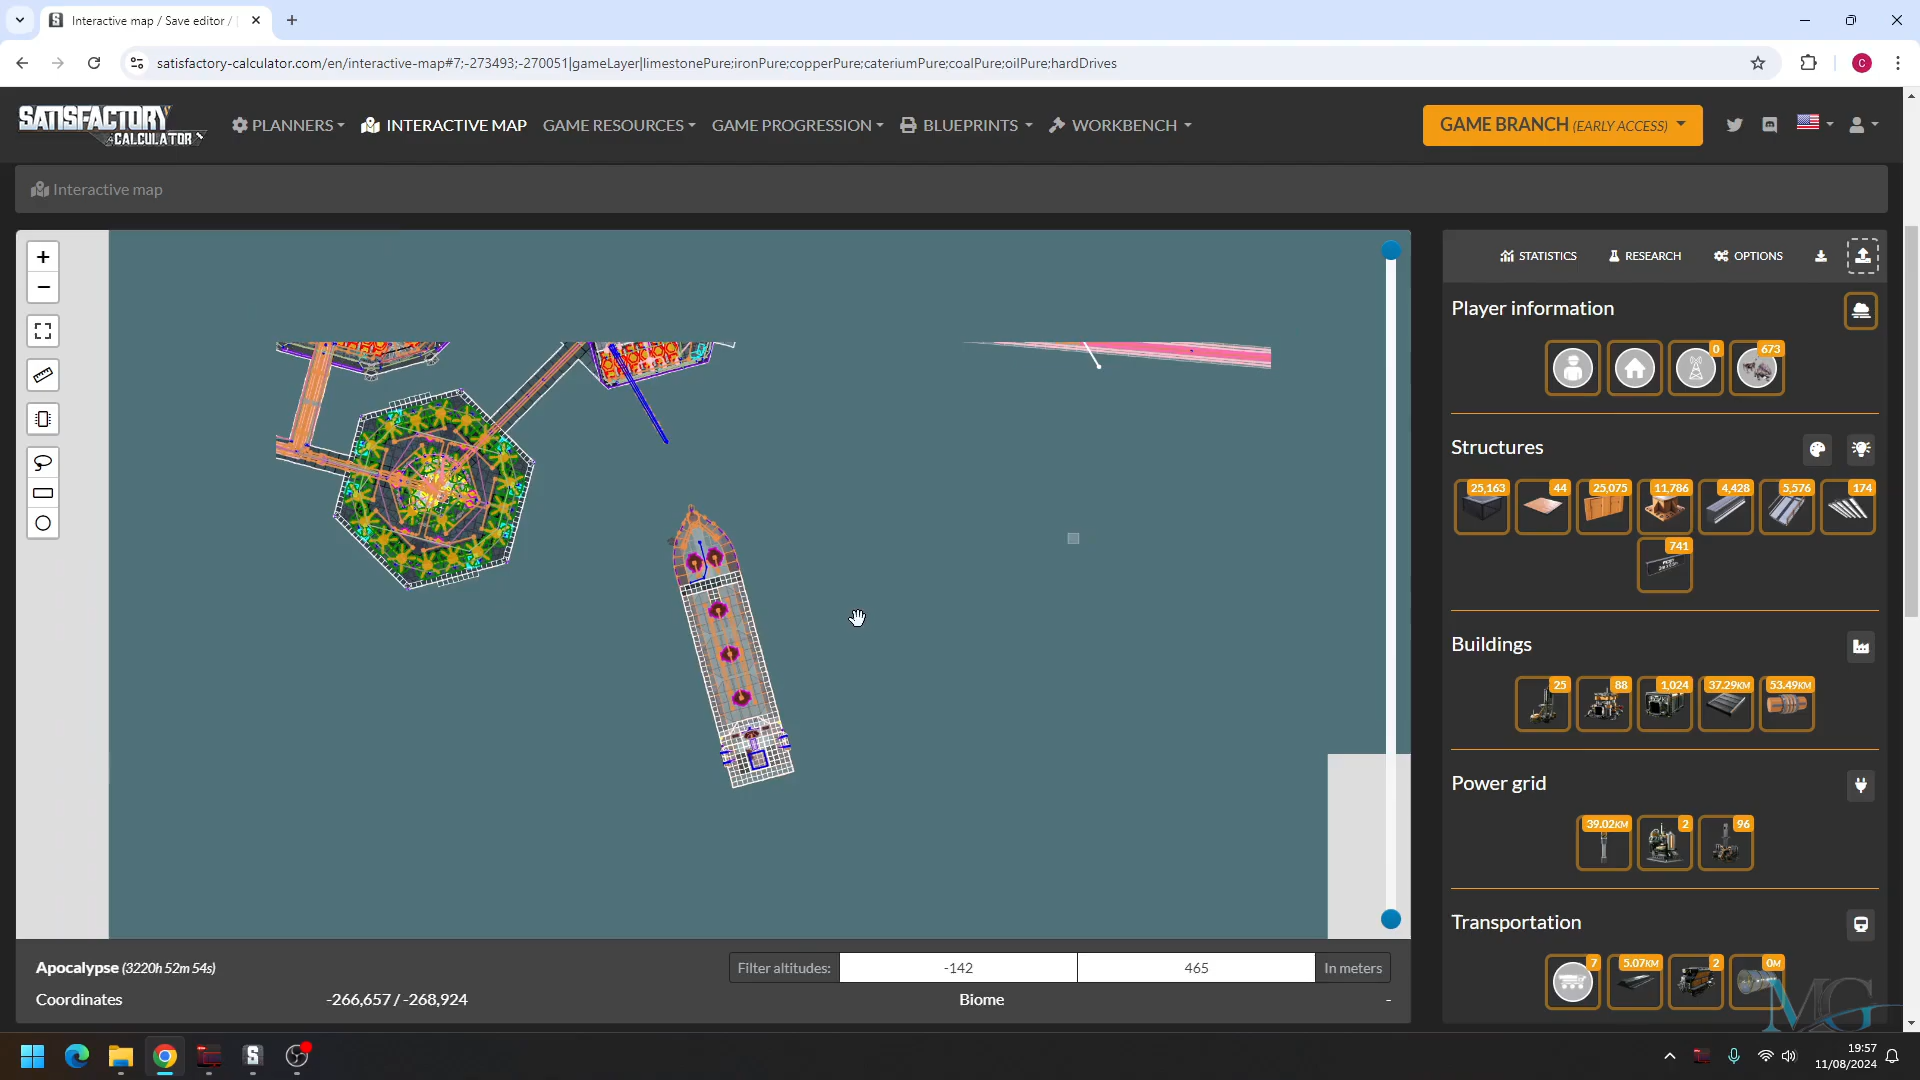 Interactive map / Save editor /
satisfactory-calculator.com/en/interactive-map#7;-273493;-270051|gameLayer|limestonePure;ironPure;copperPure;cateriumPure;coalPure;oilPure;hardDrives
C
SATISFACTORY
CALCULATOR
PLANNERS
INTERACTIVE MAP
GAME RESOURCES
GAME PROGRESSION
BLUEPRINTS
WORKBENCH
GAME BRANCH (EARLY ACCESS)
Interactive map
+
−
STATISTICS
RESEARCH
OPTIONS
Player information
0
673
Structures
25,163
44
25,075
11,786
4,428
5,576
174
741
Buildings
25
88
1,024
37.29KM
53.49KM
Power grid
39.02KM
2
96
Transportation
7
5.07KM
2
0M
Apocalypse (3220h 52m 54s)
Filter altitudes:
-142
465
In meters
Coordinates
-266,657 / -268,924
Biome
-
MG
19:57
11/08/2024